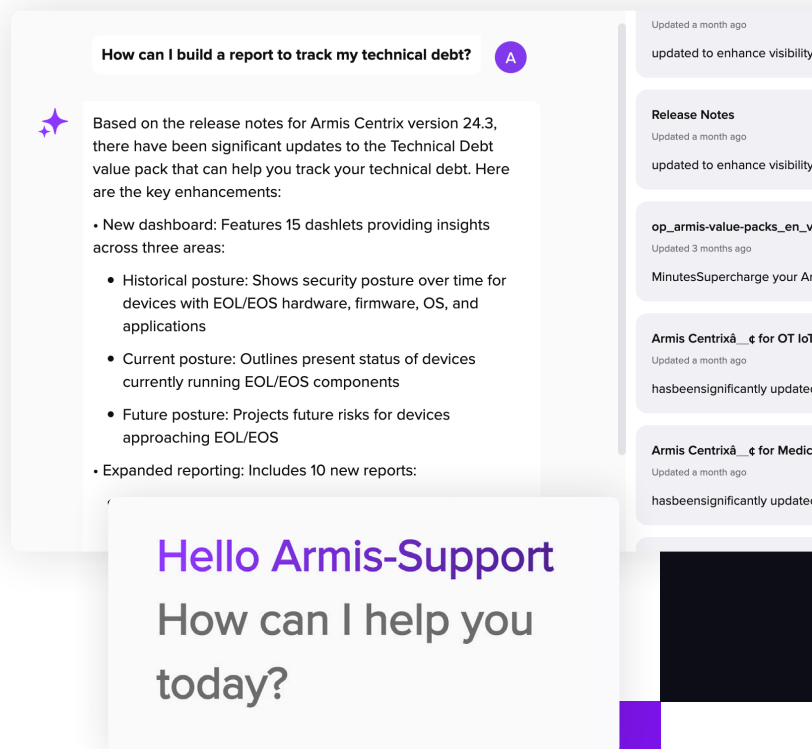 How can I build a report to track my technical debt?
A
Based on the release notes for Armis Centrix version 24.3,
there have been significant updates to the Technical Debt
value pack that can help you track your technical debt. Here
are the key enhancements:
• New dashboard: Features 15 dashlets providing insights
across three areas:
• Historical posture: Shows security posture over time for
devices with EOL/EOS hardware, firmware, OS, and
applications
• Current posture: Outlines present status of devices
currently running EOL/EOS components
• Future posture: Projects future risks for devices
approaching EOL/EOS
• Expanded reporting: Includes 10 new reports:
Updated a month ago
updated to enhance visibility
Release Notes
Updated a month ago
updated to enhance visibility
op_armis-value-packs_en_v
Updated 3 months ago
MinutesSupercharge your Ar
Armis Centrixâ__¢ for OT IoT
Updated a month ago
hasbeensignificantly updated
Armis Centrixâ__¢ for Medic
Updated a month ago
hasbeensignificantly updated
Hello Armis-Support
How can I help you
today?